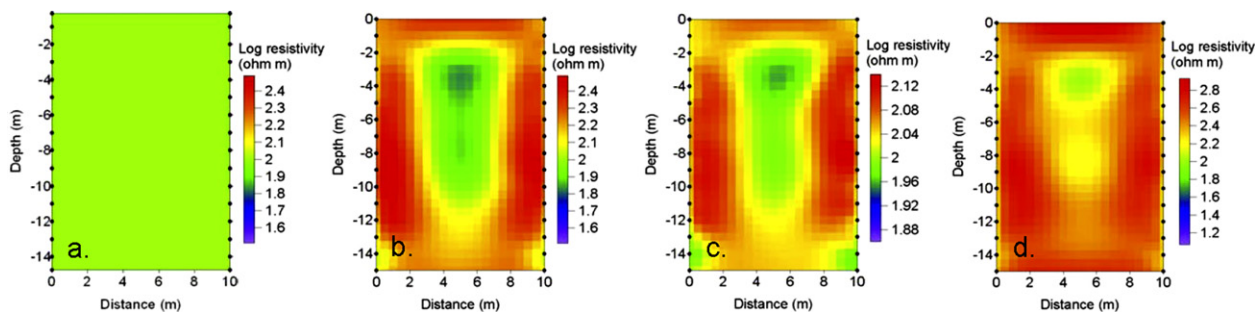 a.
-2
-4
-6
-8
-10
-12
-14
Depth (m)
0 2 4 6 8 10
Distance (m)
Log resistivity
(ohm m)
2.4
2.3
2.2
2.1
2
1.9
1.8
1.7
1.6
b.
0
-2
-4
-6
-8
-10
-12
-14
Depth (m)
0 2 4 6 8 10
Distance (m)
Log resistivity
(ohm m)
2.4
2.3
2.2
2.1
2
1.9
1.8
1.7
1.6
c.
0
-2
-4
-6
-8
-10
-12
-14
Depth (m)
0 2 4 6 8 10
Distance (m)
Log resistivity
(ohm m)
2.12
2.08
2.04
2
1.96
1.92
1.88
d.
0
-2
-4
-6
-8
-10
-12
-14
Depth (m)
0 2 4 6 8 10
Distance (m)
Log resistivity
(ohm m)
2.8
2.6
2.4
2.2
2
1.8
1.6
1.4
1.2